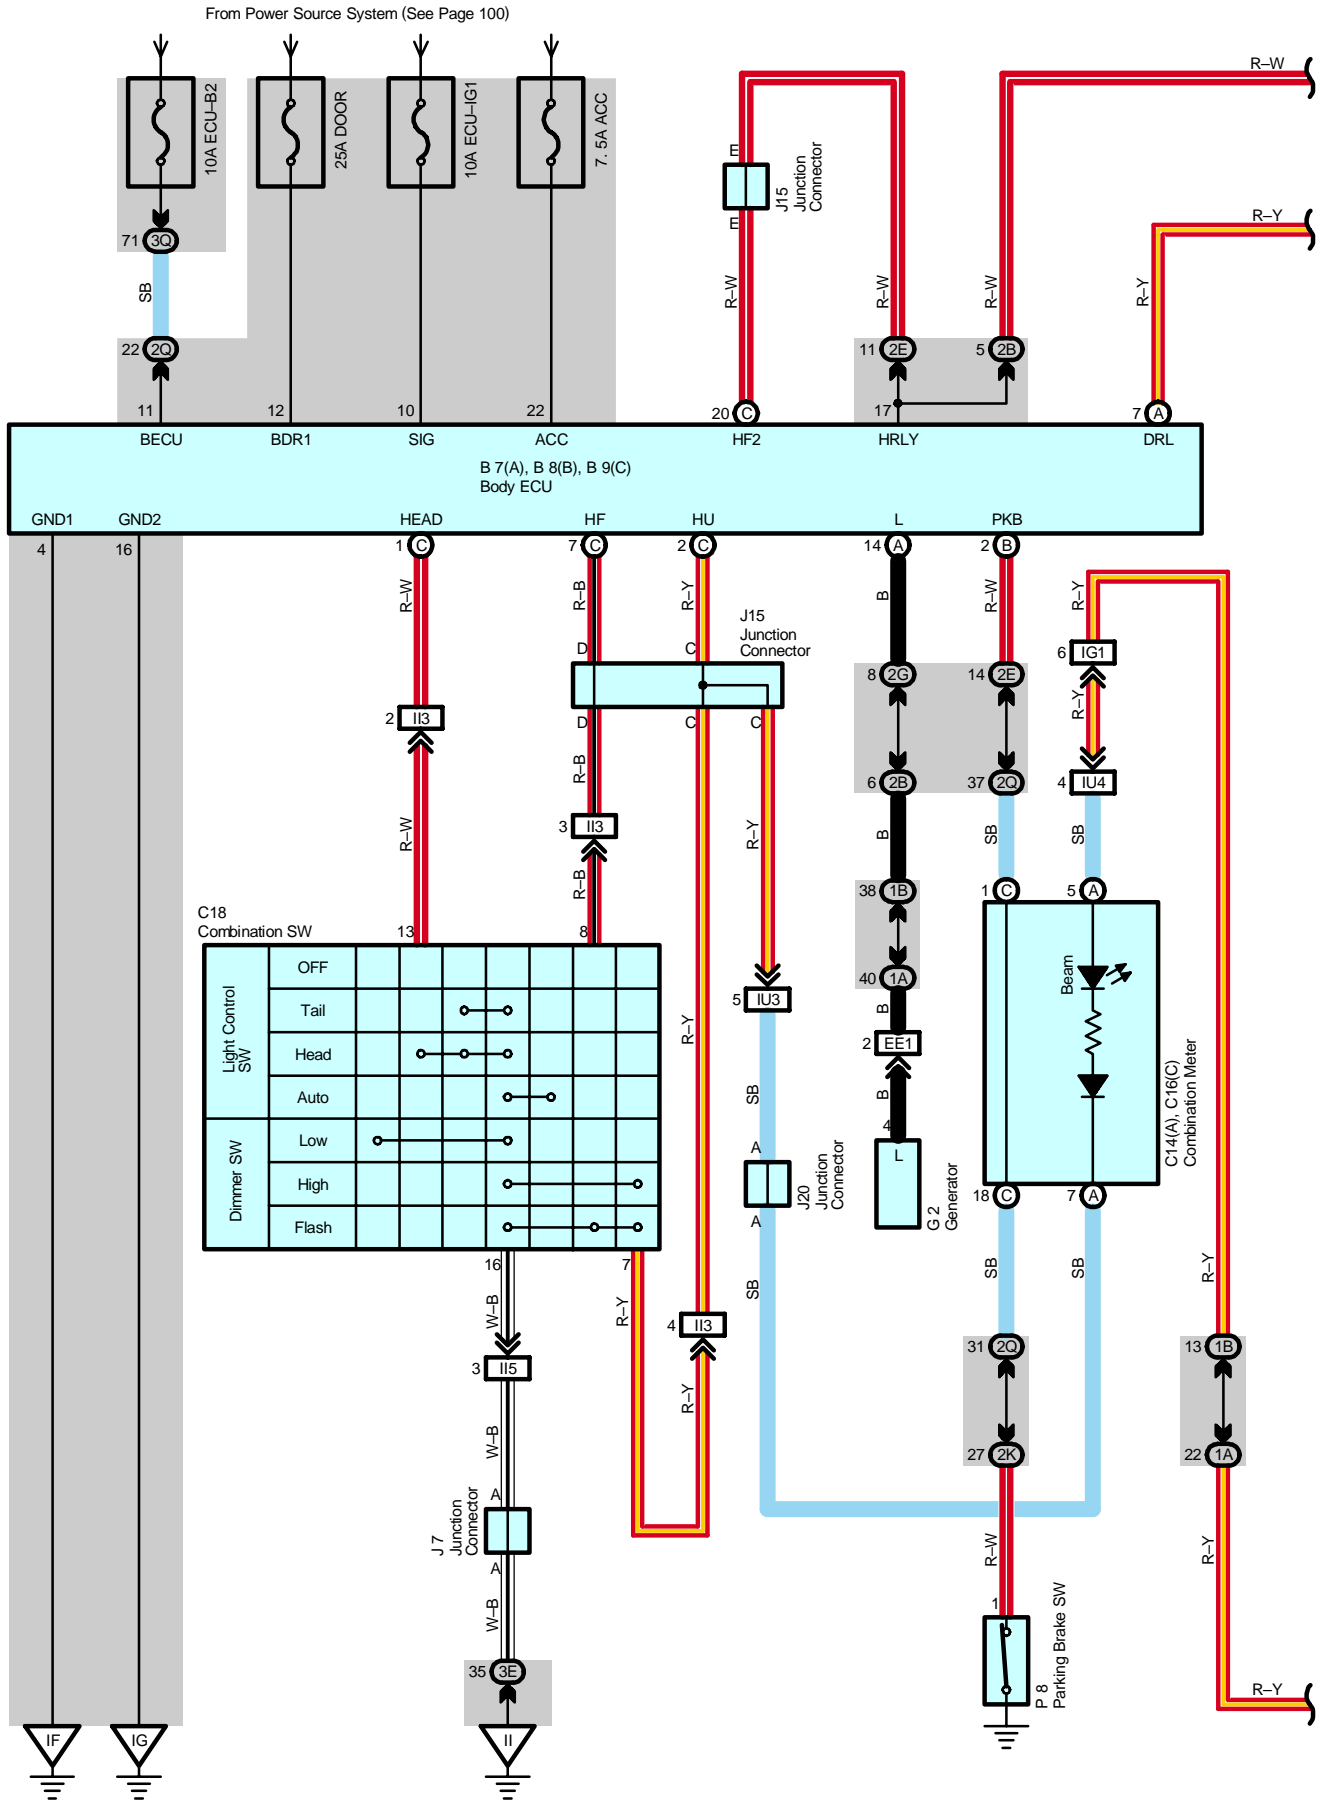 From Power Source System (See Page 100)
10A ECU–B2
25A DOOR
10A ECU–IG1
7. 5A ACC
R–W
R–Y
E
J15
Junction
Connector
E
71 3Q
SB
R–W
R–W
R–W
R–Y
22 2Q
11 2E
5 2B
11
12
10
22
20 C
17
7 A
BECU
BDR1
SIG
ACC
HF2
HRLY
DRL
B 7(A), B 8(B), B 9(C)
Body ECU
GND1
GND2
HEAD
HF
HU
L
PKB
4
16
1 C
7 C
2 C
14 A
2 B
R–W
R–B
R–Y
B
R–W
R–Y
J15
Junction
Connector
D
C
6 IG1
8 2G
14 2E
R–Y
2 II3
D
C
C
R–B
6 2B
37 2Q
4 IU4
R–W
3 II3
R–Y
B
SB
SB
R–B
38 1B
1 C
5 A
C18
Combination SW
13
8
Light Control
SW
OFF
Tail
Head
Auto
Dimmer SW
Low
High
Flash
R–Y
5 IU3
40 1A
B
2 EE1
B
4
L
G 2
Generator
Beam
C14(A), C16(C)
Combination Meter
SB
A
J20
Junction
Connector
A
18 C
7 A
16
7
W–B
R–Y
SB
SB
SB
R–Y
4 II3
3 II5
31 2Q
13 1B
R–Y
W–B
27 2K
22 1A
A
J 7
Junction
Connector
A
R–W
R–Y
W–B
1
P 8
Parking Brake SW
35 3E
R–Y
IF
IG
II